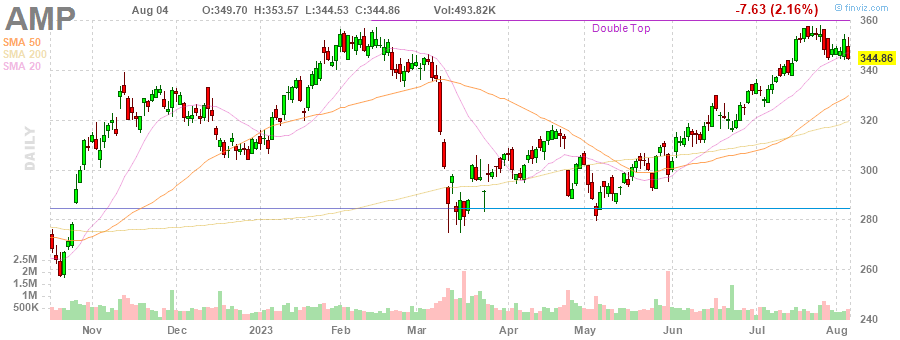 AMP
Aug 04
O:349.70
H:353.57
L:344.53
C:344.86
Vol:493.82K
-7.63 (2.16%)
© finviz.com
SMA 50
SMA 200
SMA 20
Double Top
DAILY
360
344.86
340
320
300
280
260
240
2.5M
2M
1.5M
1M
500K
Nov
Dec
2023
Feb
Mar
Apr
May
Jun
Jul
Aug